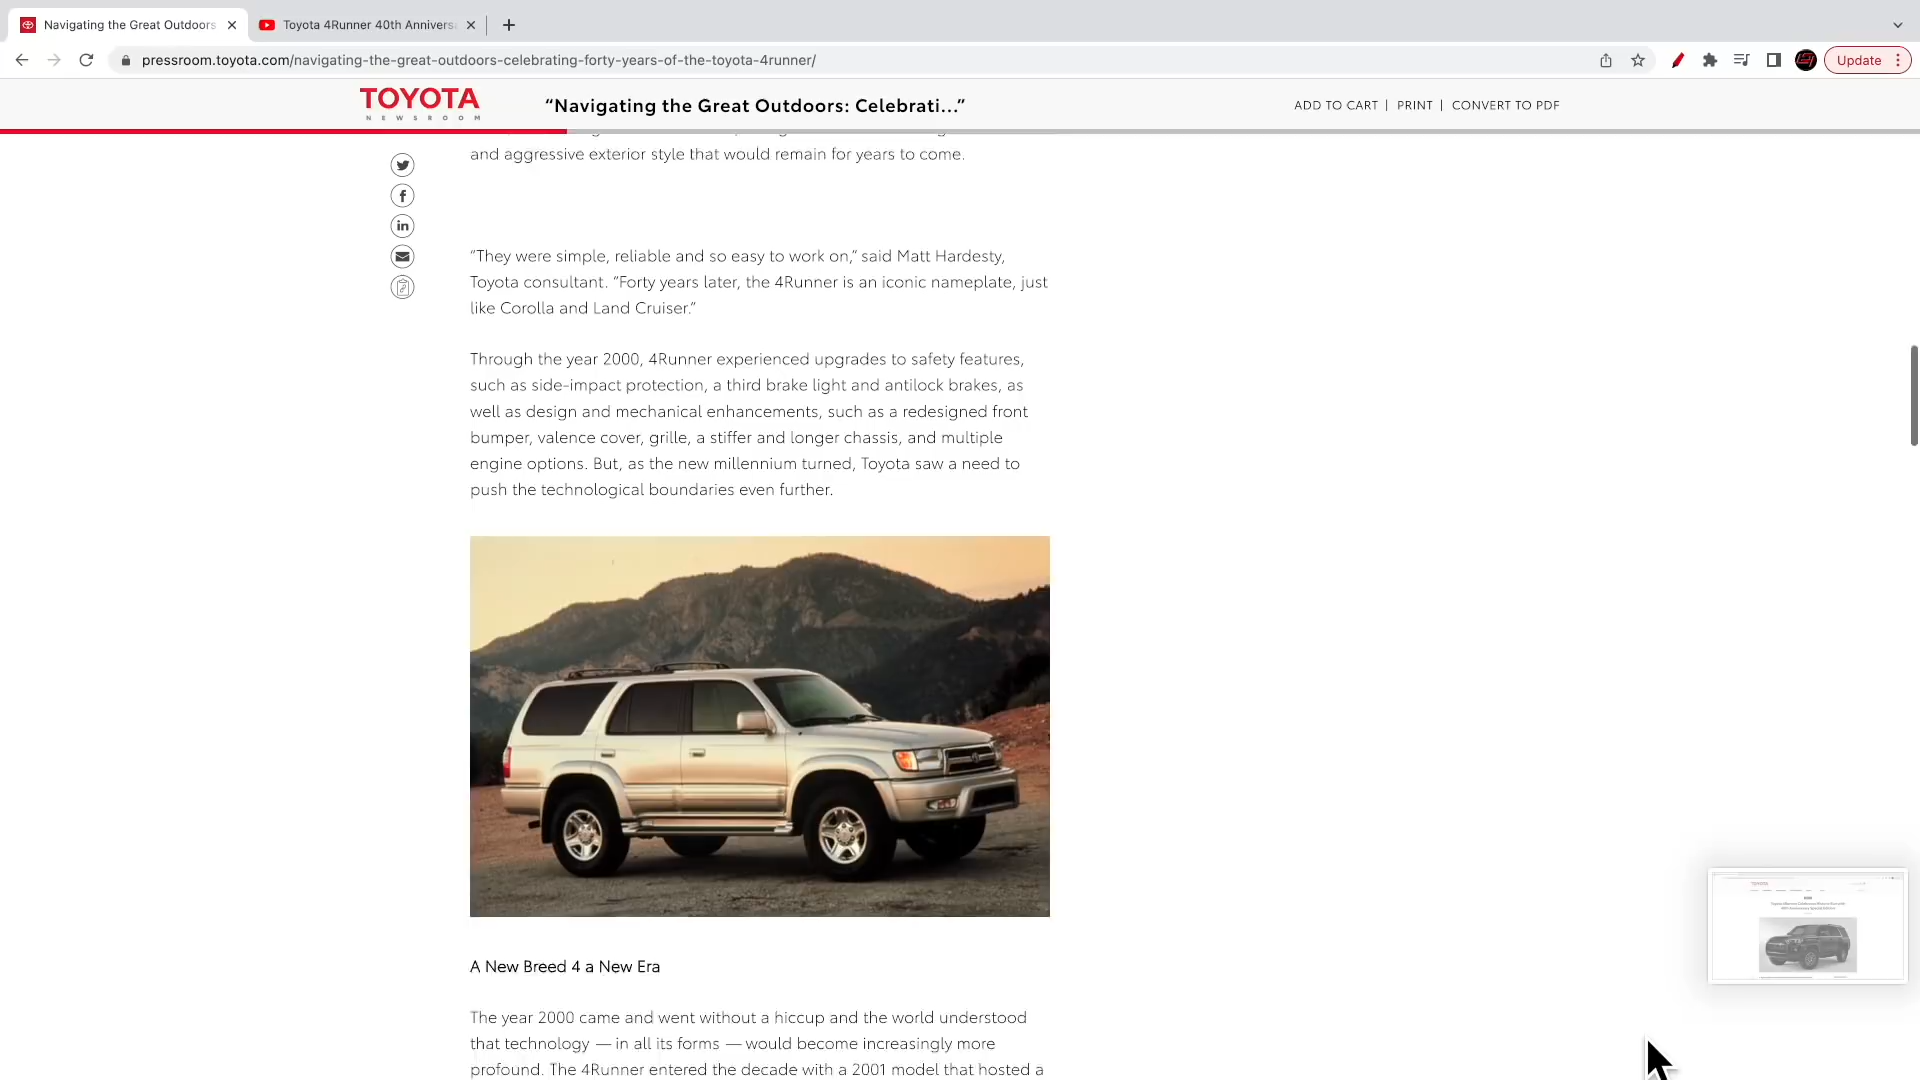 Navigating the Great Outdoors
Toyota 4Runner 40th Annivers
pressroom.toyota.com/navigating-the-great-outdoors-celebrating-forty-years-of-the-toyota-4runner/
Update
TOYOTA
NEWSROOM
“Navigating the Great Outdoors: Celebrati...”
ADD TO CART | PRINT | CONVERT TO PDF
and aggressive exterior style that would remain for years to come.
“They were simple, reliable and so easy to work on,” said Matt Hardesty,
Toyota consultant. “Forty years later, the 4Runner is an iconic nameplate, just
like Corolla and Land Cruiser.”
Through the year 2000, 4Runner experienced upgrades to safety features,
such as side-impact protection, a third brake light and antilock brakes, as
well as design and mechanical enhancements, such as a redesigned front
bumper, valence cover, grille, a stiffer and longer chassis, and multiple
engine options. But, as the new millennium turned, Toyota saw a need to
push the technological boundaries even further.
A New Breed 4 a New Era
The year 2000 came and went without a hiccup and the world understood
that technology — in all its forms — would become increasingly more
profound. The 4Runner entered the decade with a 2001 model that hosted a